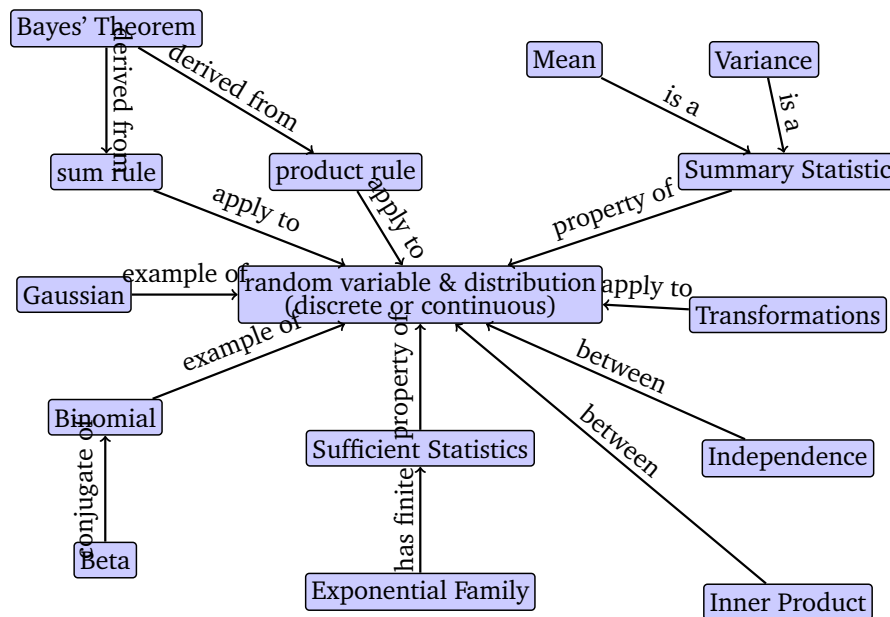 Bayes' Theorem
Mean
Variance
derived from
derived from
is a
is a
sum rule
product rule
Summary Statistic
apply to
apply to
property of
Gaussian
example of
random variable & distribution
(discrete or continuous)
apply to
Transformations
example of
property of
between
between
Binomial
Sufficient Statistics
Independence
conjugate of
has finite
Beta
Exponential Family
Inner Product